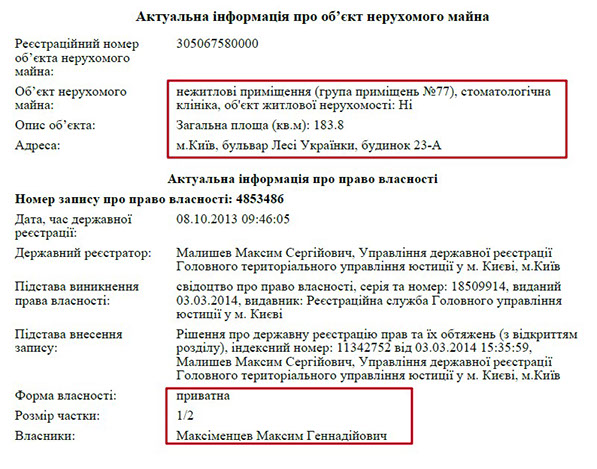 Актуальна інформація про об’єкт нерухомого майна
Реєстраційний номер
об’єкта нерухомого
майна:
305067580000
Об’єкт нерухомого
майна:
нежитлові приміщення (група приміщень №77), стоматологічна
клініка, об'єкт житлової нерухомості: Ні
Опис об’єкта:
Загальна площа (кв.м): 183.8
Адреса:
м.Київ, бульвар Лесі Українки, будинок 23-А
Актуальна інформація про право власності
Номер запису про право власності: 4853486
Дата, час державної
реєстрації:
08.10.2013 09:46:05
Державний реєстратор:
Малишев Максим Сергійович, Управління державної реєстрації
Головного територіального управління юстиції у м. Києві, м.Київ
Підстава виникнення
права власності:
свідоцтво про право власності, серія та номер: 18509914, виданий
03.03.2014, видавник: Реєстраційна служба Головного управління
юстиції у м. Києві
Підстава внесення
запису:
Рішення про державну реєстрацію прав та їх обтяжень (з відкриттям
розділу), індексний номер: 11342752 від 03.03.2014 15:35:59,
Малишев Максим Сергійович, Управління державної реєстрації
Головного територіального управління юстиції у м. Києві, м.Київ
Форма власності:
приватна
Розмір частки:
1/2
Власники:
Максіменцев Максим Геннадійович